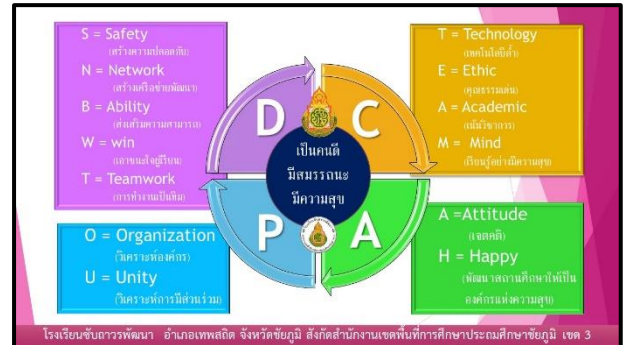 S = Safety
(สร้างความปลอดภัย)
N = Network
(สร้างเครือข่ายพัฒนา)
B = Ability
(ส่งเสริมความสามารถ)
W = win
(เอาชนะใจผู้เรียน)
T = Teamwork
(การทำงานเป็นทีม)
T = Technology
(เทคโนโลยีล้ำ)
E = Ethic
(คุณธรรมเด่น)
A = Academic
(เน้นวิชาการ)
M = Mind
(เรียนรู้อย่างมีความสุข)
D
C
เป็นคนดี
มีสมรรถนะ
มีความสุข
P
A
O = Organization
(วิเคราะห์องค์กร)
U = Unity
(วิเคราะห์การมีส่วนร่วม)
A =Attitude
(เจตคติ)
H = Happy
(พัฒนาสถานศึกษาให้เป็น
องค์กรแห่งความสุข)
โรงเรียนซับถาวรพัฒนา อำเภอเทพสถิต จังหวัดชัยภูมิ สังกัดสำนักงานเขตพื้นที่การศึกษาประถมศึกษาชัยภูมิ เขต 3